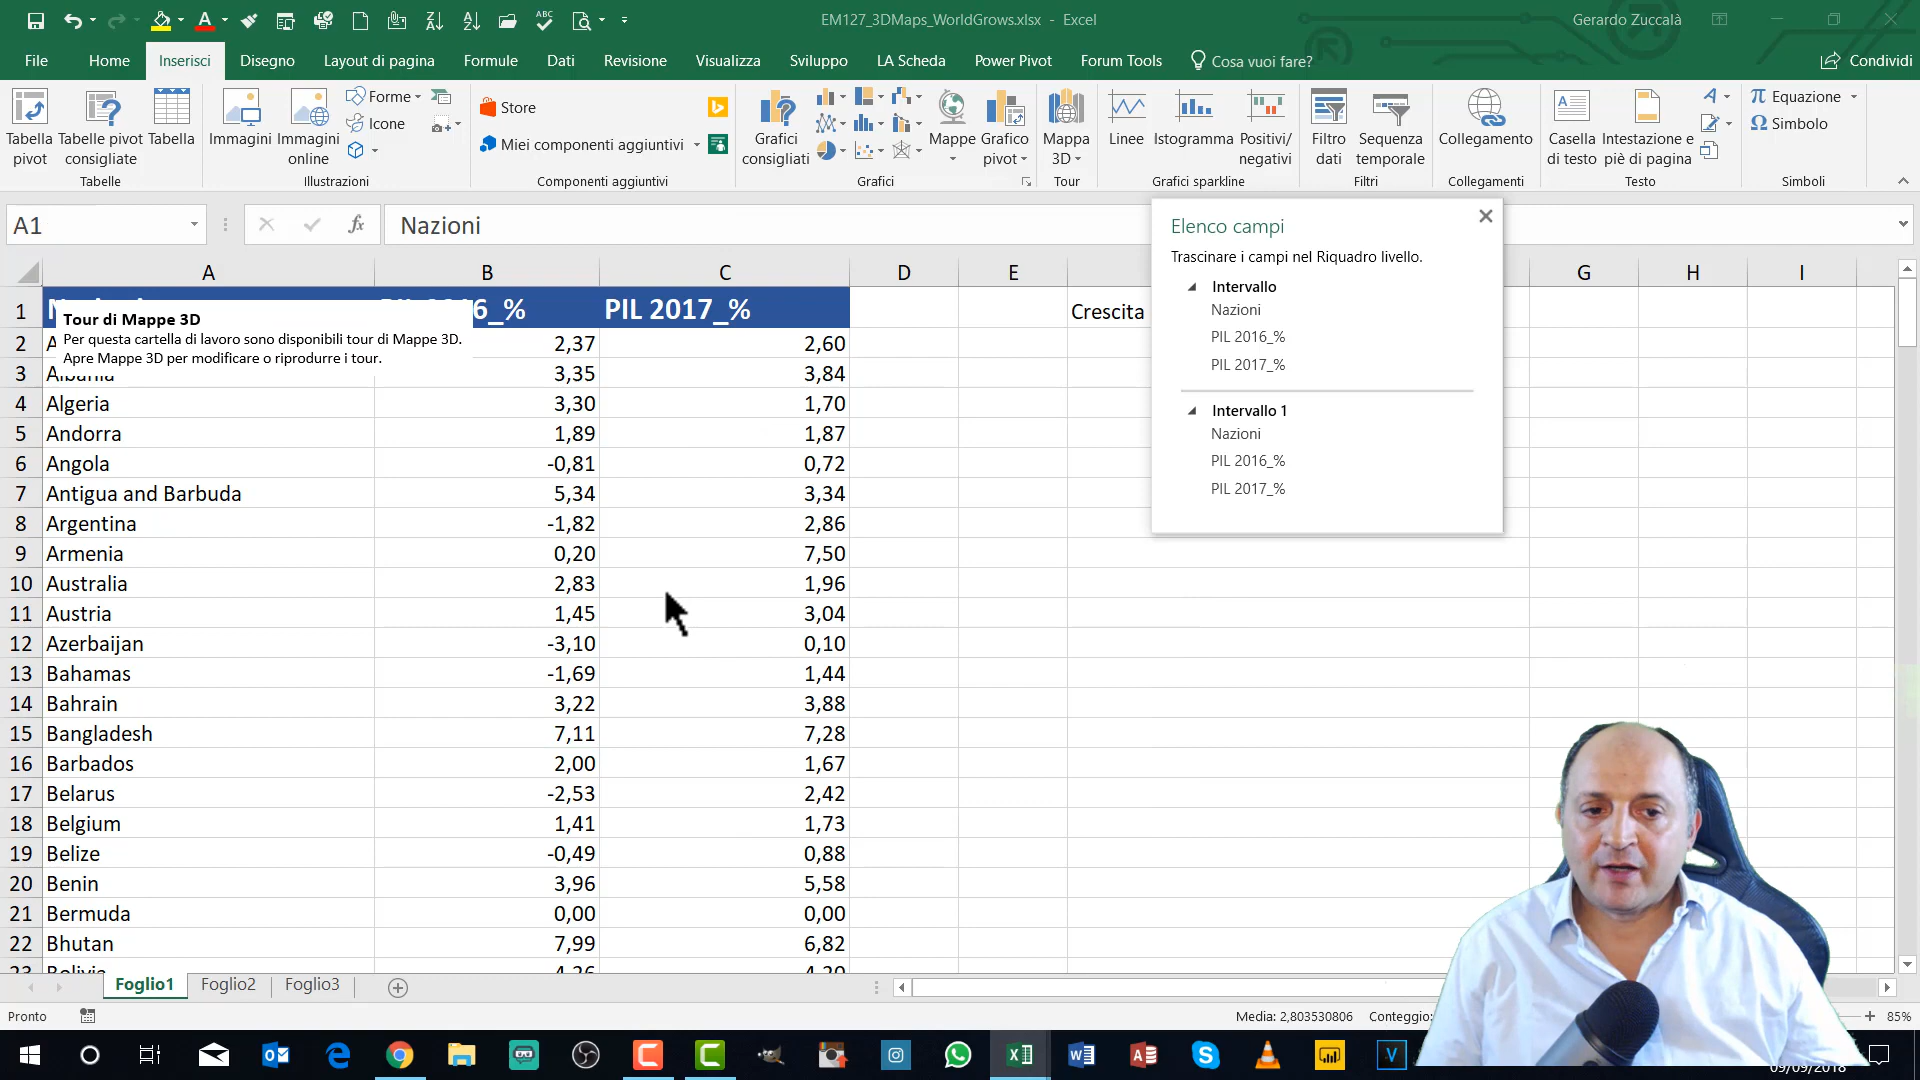 EM127_3DMaps_WorldGrows.xlsx - Excel
Gerardo Zuccalà
File Home Inserisci Disegno Layout di pagina Formule Dati Revisione Visualizza Sviluppo LA Scheda Power Pivot Forum Tools Cosa vuoi fare? Condividi
Tabella pivot
Tabelle pivot consigliate
Tabella
Tabelle
Immagini
Immagini online
Forme
Icone
Illustrazioni
Store
Miei componenti aggiuntivi
Componenti aggiuntivi
Grafici consigliati
Mappe
Grafico pivot
Grafici
Mappa 3D
Tour
Linee
Istogramma
Positivi/negativi
Grafici sparkline
Filtro dati
Sequenza temporale
Filtri
Collegamento
Collegamenti
Casella di testo
Intestazione e piè di pagina
Testo
Equazione
Simbolo
Simboli
A1
fx
Nazioni
A B C D E G H I
1 6_% PIL 2017_% Crescita
Tour di Mappe 3D
Per questa cartella di lavoro sono disponibili tour di Mappe 3D.
Apre Mappe 3D per modificare o riprodurre i tour.
2 2,37 2,60
3 Albania 3,35 3,84
4 Algeria 3,30 1,70
5 Andorra 1,89 1,87
6 Angola -0,81 0,72
7 Antigua and Barbuda 5,34 3,34
8 Argentina -1,82 2,86
9 Armenia 0,20 7,50
10 Australia 2,83 1,96
11 Austria 1,45 3,04
12 Azerbaijan -3,10 0,10
13 Bahamas -1,69 1,44
14 Bahrain 3,22 3,88
15 Bangladesh 7,11 7,28
16 Barbados 2,00 1,67
17 Belarus -2,53 2,42
18 Belgium 1,41 1,73
19 Belize -0,49 0,88
20 Benin 3,96 5,58
21 Bermuda 0,00 0,00
22 Bhutan 7,99 6,82
23 Bolivia 4,26 4,20
Elenco campi
Trascinare i campi nel Riquadro livello.
Intervallo
Nazioni
PIL 2016_%
PIL 2017_%
Intervallo 1
Nazioni
PIL 2016_%
PIL 2017_%
Foglio1 Foglio2 Foglio3
Pronto
Media: 2,803530806 Conteggio:
85%
09/09/2018